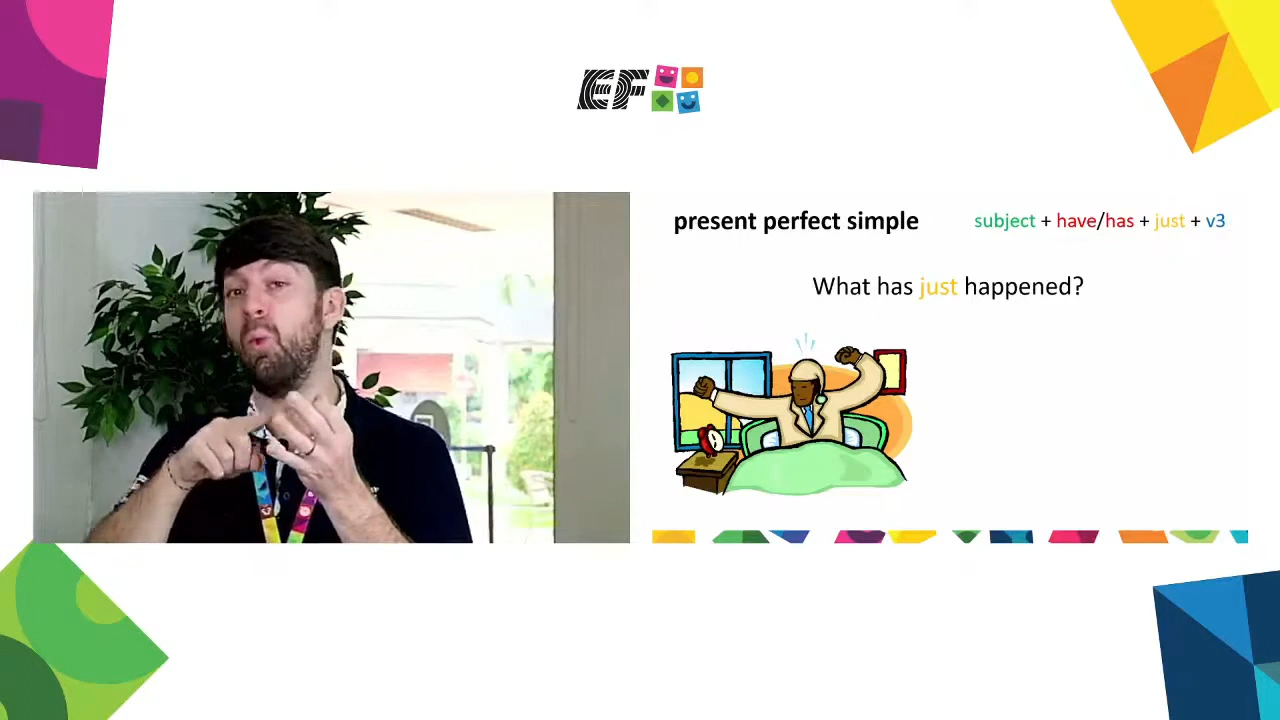 EF
present perfect simple
subject + have/has + just + v3
What has just happened?